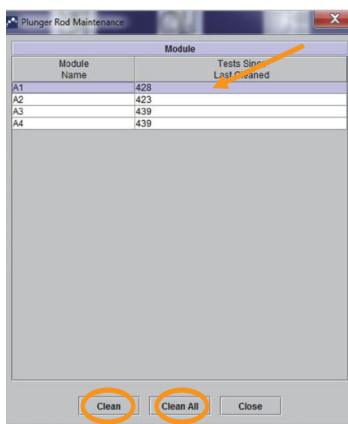 Plunger Rod Maintenance
X
Module
Module Name
Tests Since Last Cleaned
A1 428
A2 423
A3 439
A4 439
Clean Clean All Close